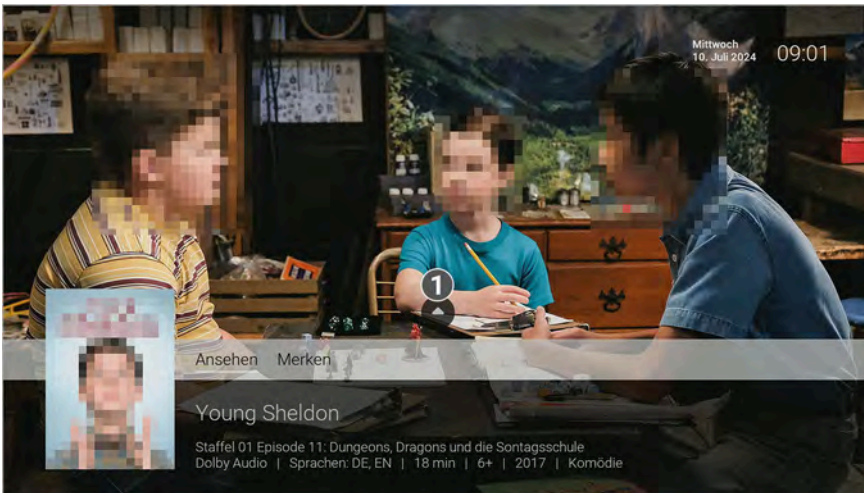 Mittwoch
10. Juli 2024
09:01
1
Ansehen Merken
Young Sheldon
Staffel 01 Episode 11: Dungeons, Dragons und die Sontagsschule
Dolby Audio | Sprachen: DE, EN | 18 min | 6+ | 2017 | Komödie